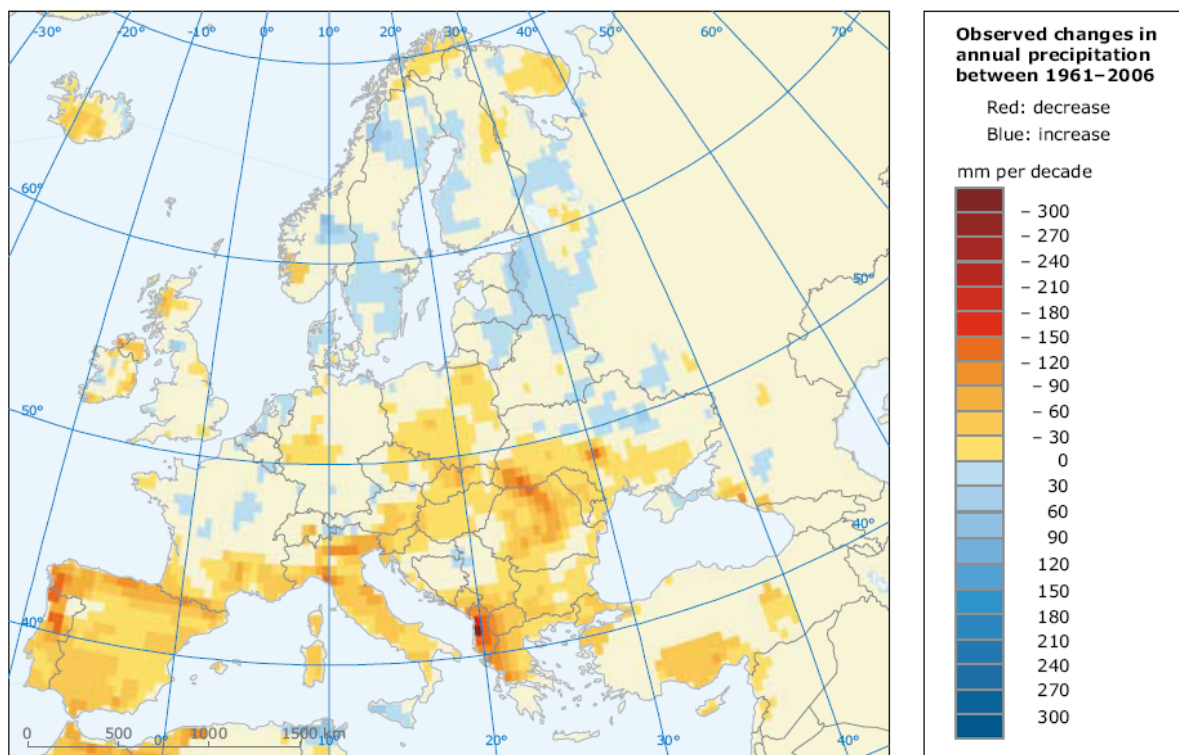 -30° -20° -10° 0° 10° 20° 30° 40° 50° 60° 70°
60°
50°
50°
40°
40°
0 500 1000 1500 km
0° 10° 20° 30°
Observed changes in
annual precipitation
between 1961–2006
Red: decrease
Blue: increase
mm per decade
– 300
– 270
– 240
– 210
– 180
– 150
– 120
– 90
– 60
– 30
0
30
60
90
120
150
180
210
240
270
300